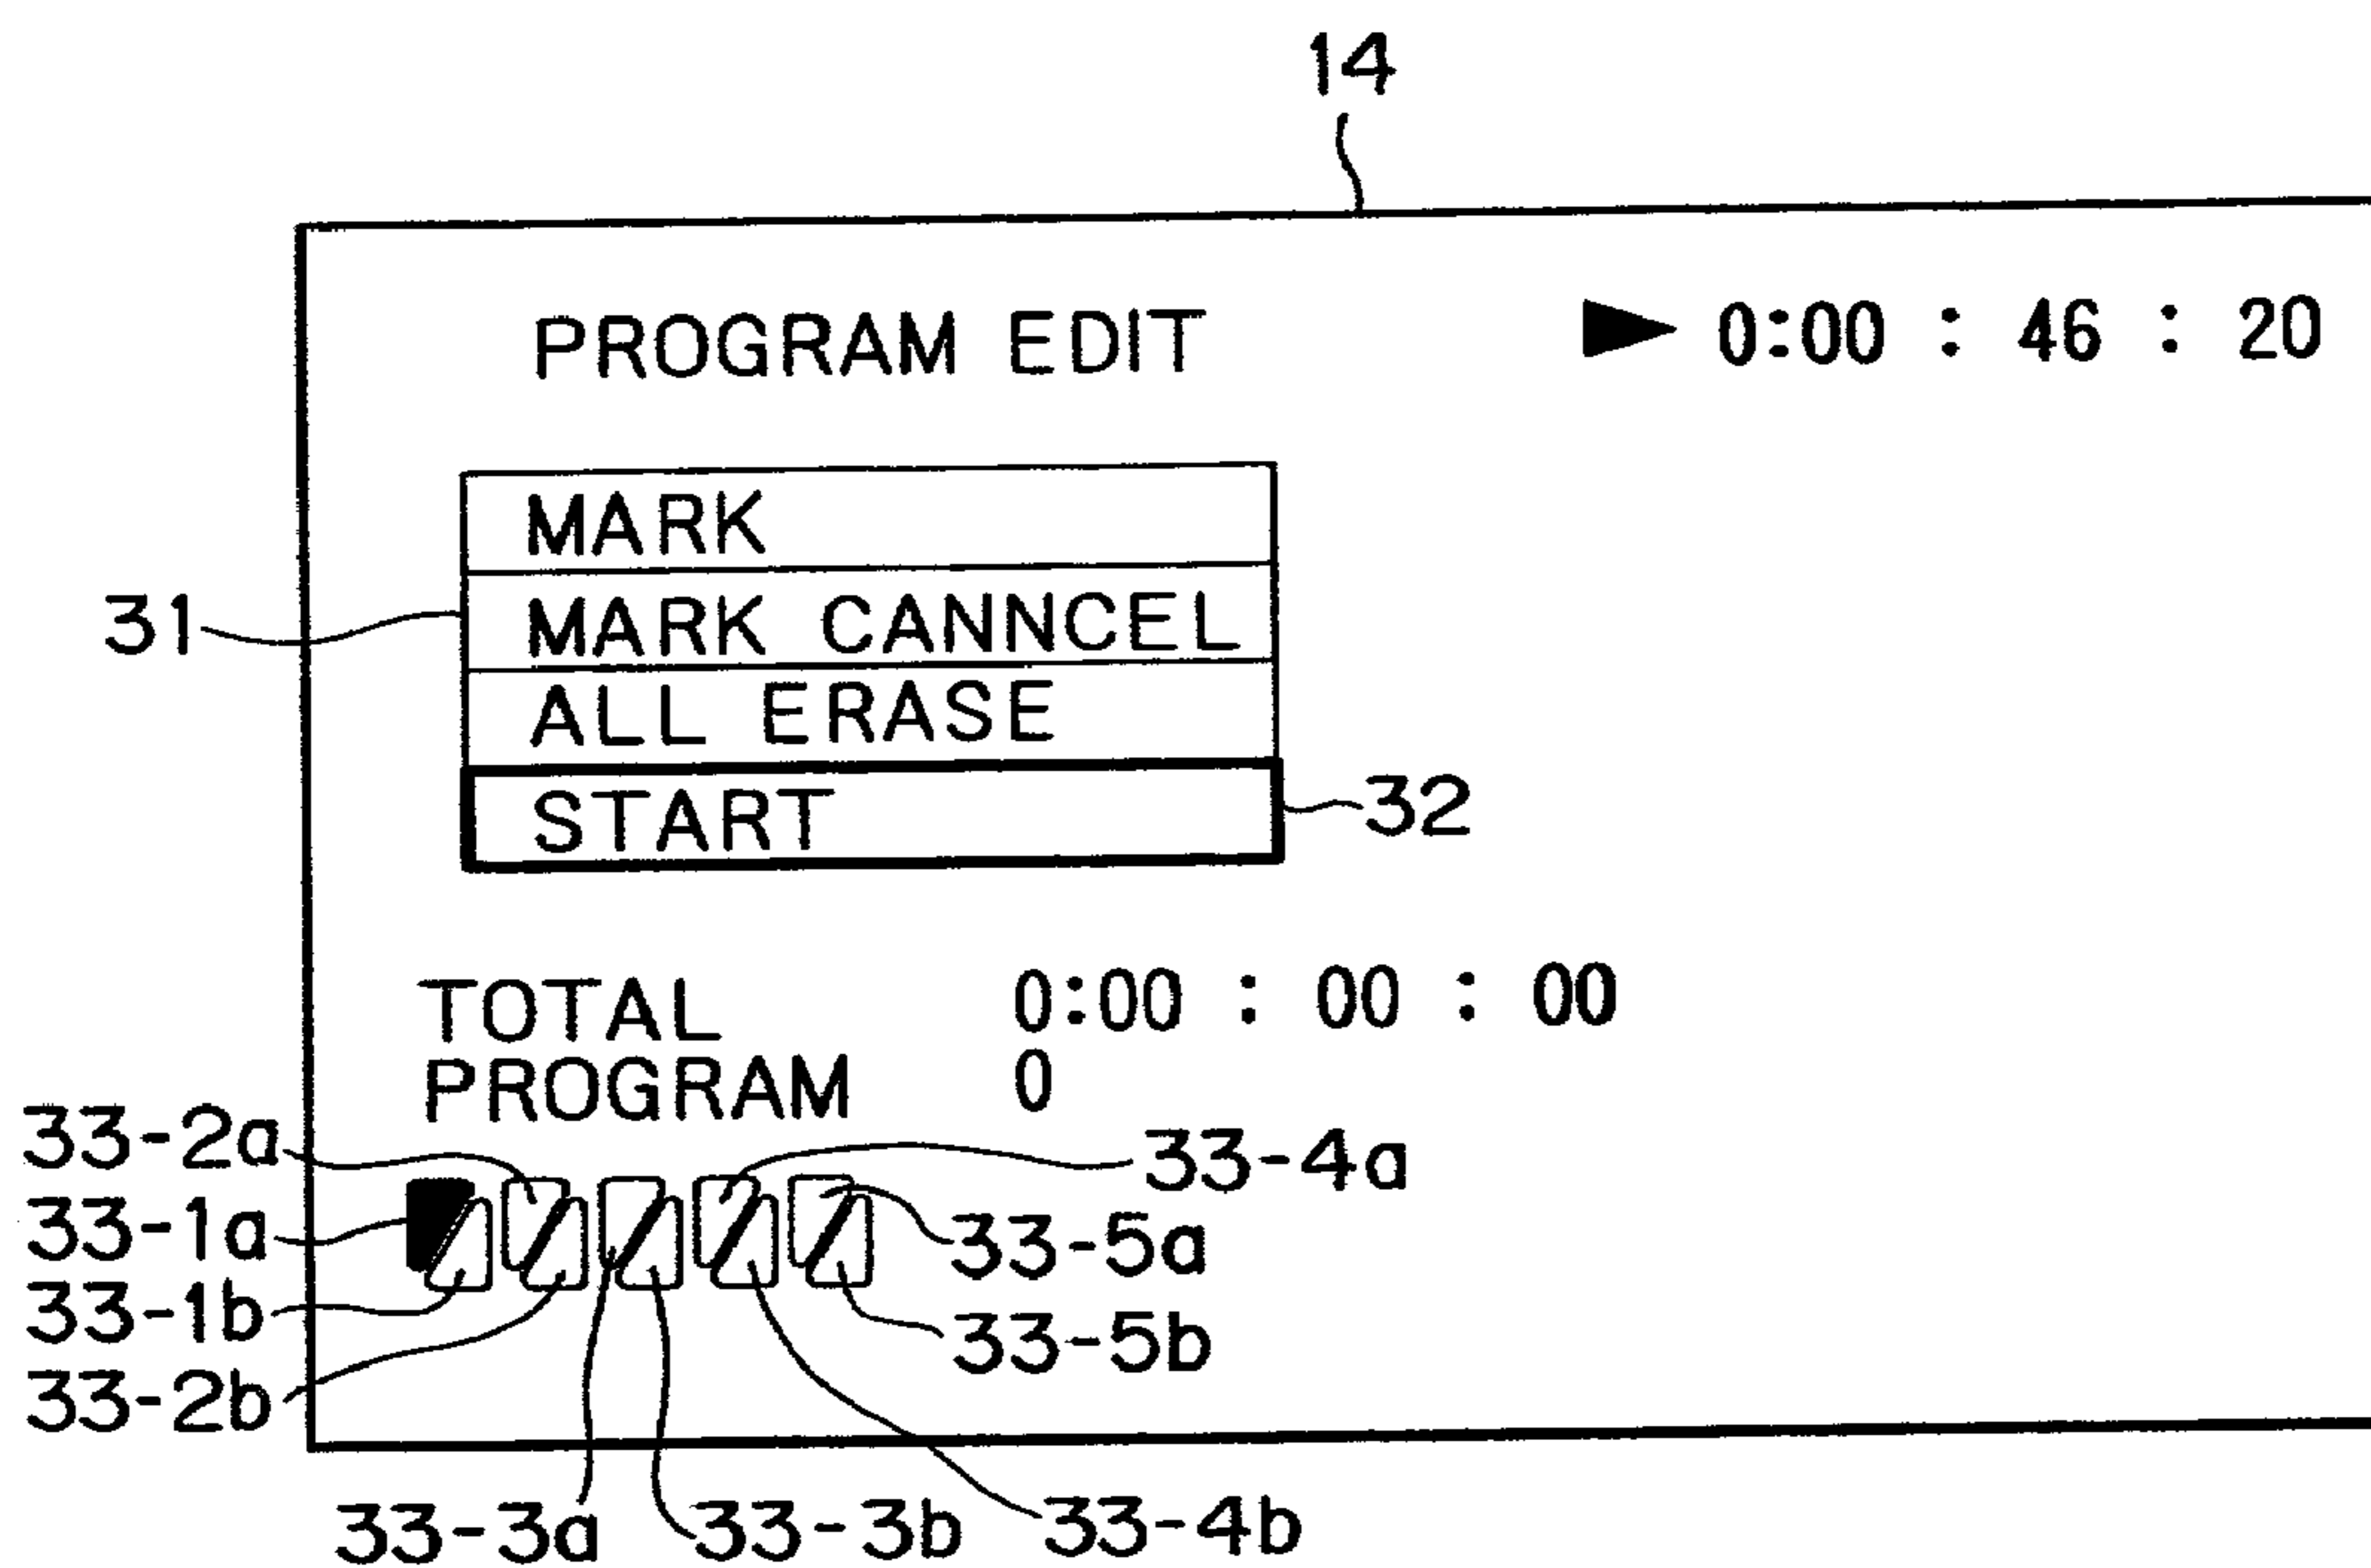 14
PROGRAM EDIT ▶ 0:00 : 46 : 20
MARK
31 MARK CANNCEL
ALL ERASE
START 32
TOTAL 0:00 : 00 : 00
PROGRAM 0
33-2a 33-4a
33-1a 33-5a
33-1b 33-5b
33-2b
33-3a 33-3b 33-4b